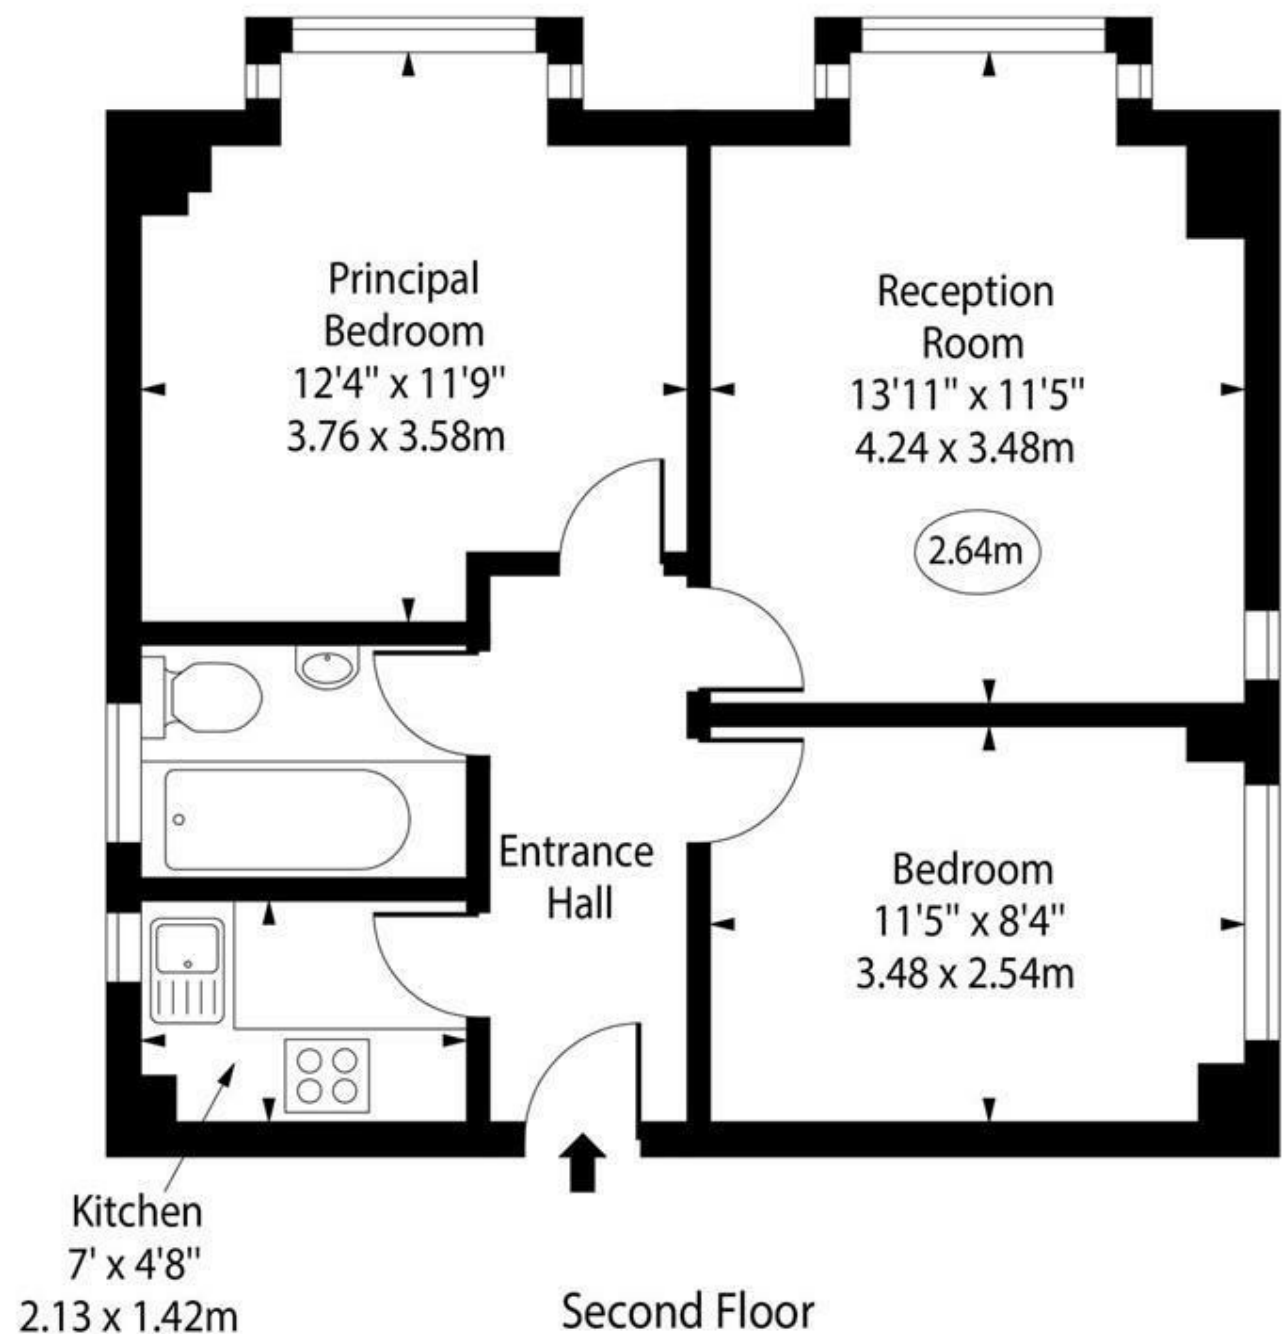 Principal
Bedroom
12'4" x 11'9"
3.76 x 3.58m
Reception
Room
13'11" x 11'5"
4.24 x 3.48m
2.64m
Entrance
Hall
Bedroom
11'5" x 8'4"
3.48 x 2.54m
Kitchen
7' x 4'8"
2.13 x 1.42m
Second Floor